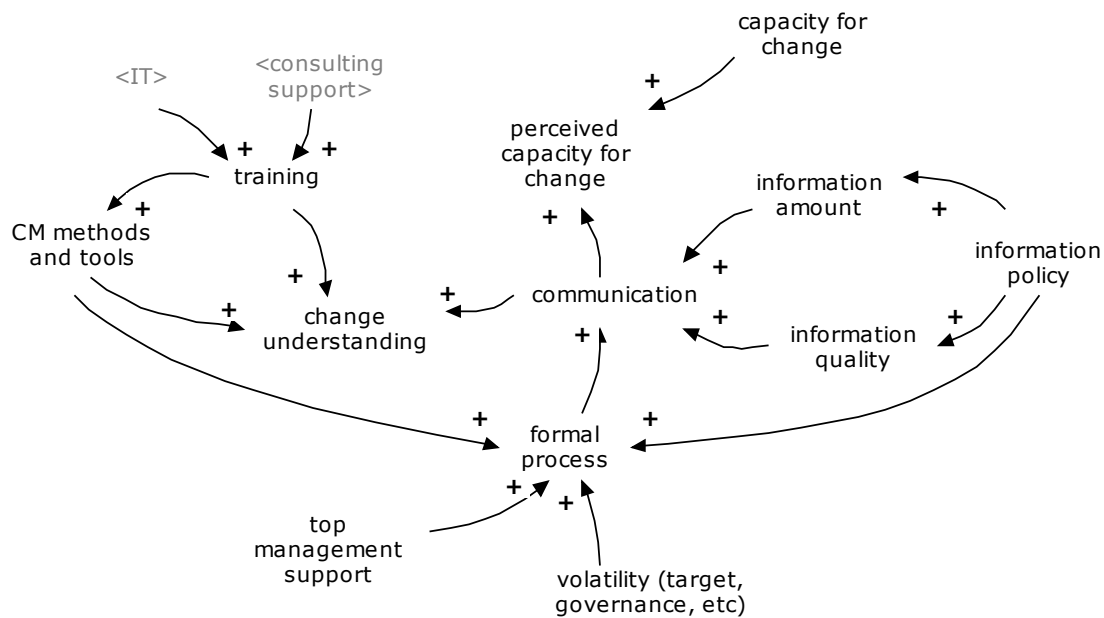 capacity for
change
<IT>
<consulting
support>
+
perceived
capacity for
change
+
+
training
information
amount
+
+
+
CM methods
and tools
information
policy
+
+
+
communication
+
+
+
+
change
understanding
+
information
quality
+
+
formal
process
+
+
top
management
support
volatility (target,
governance, etc)